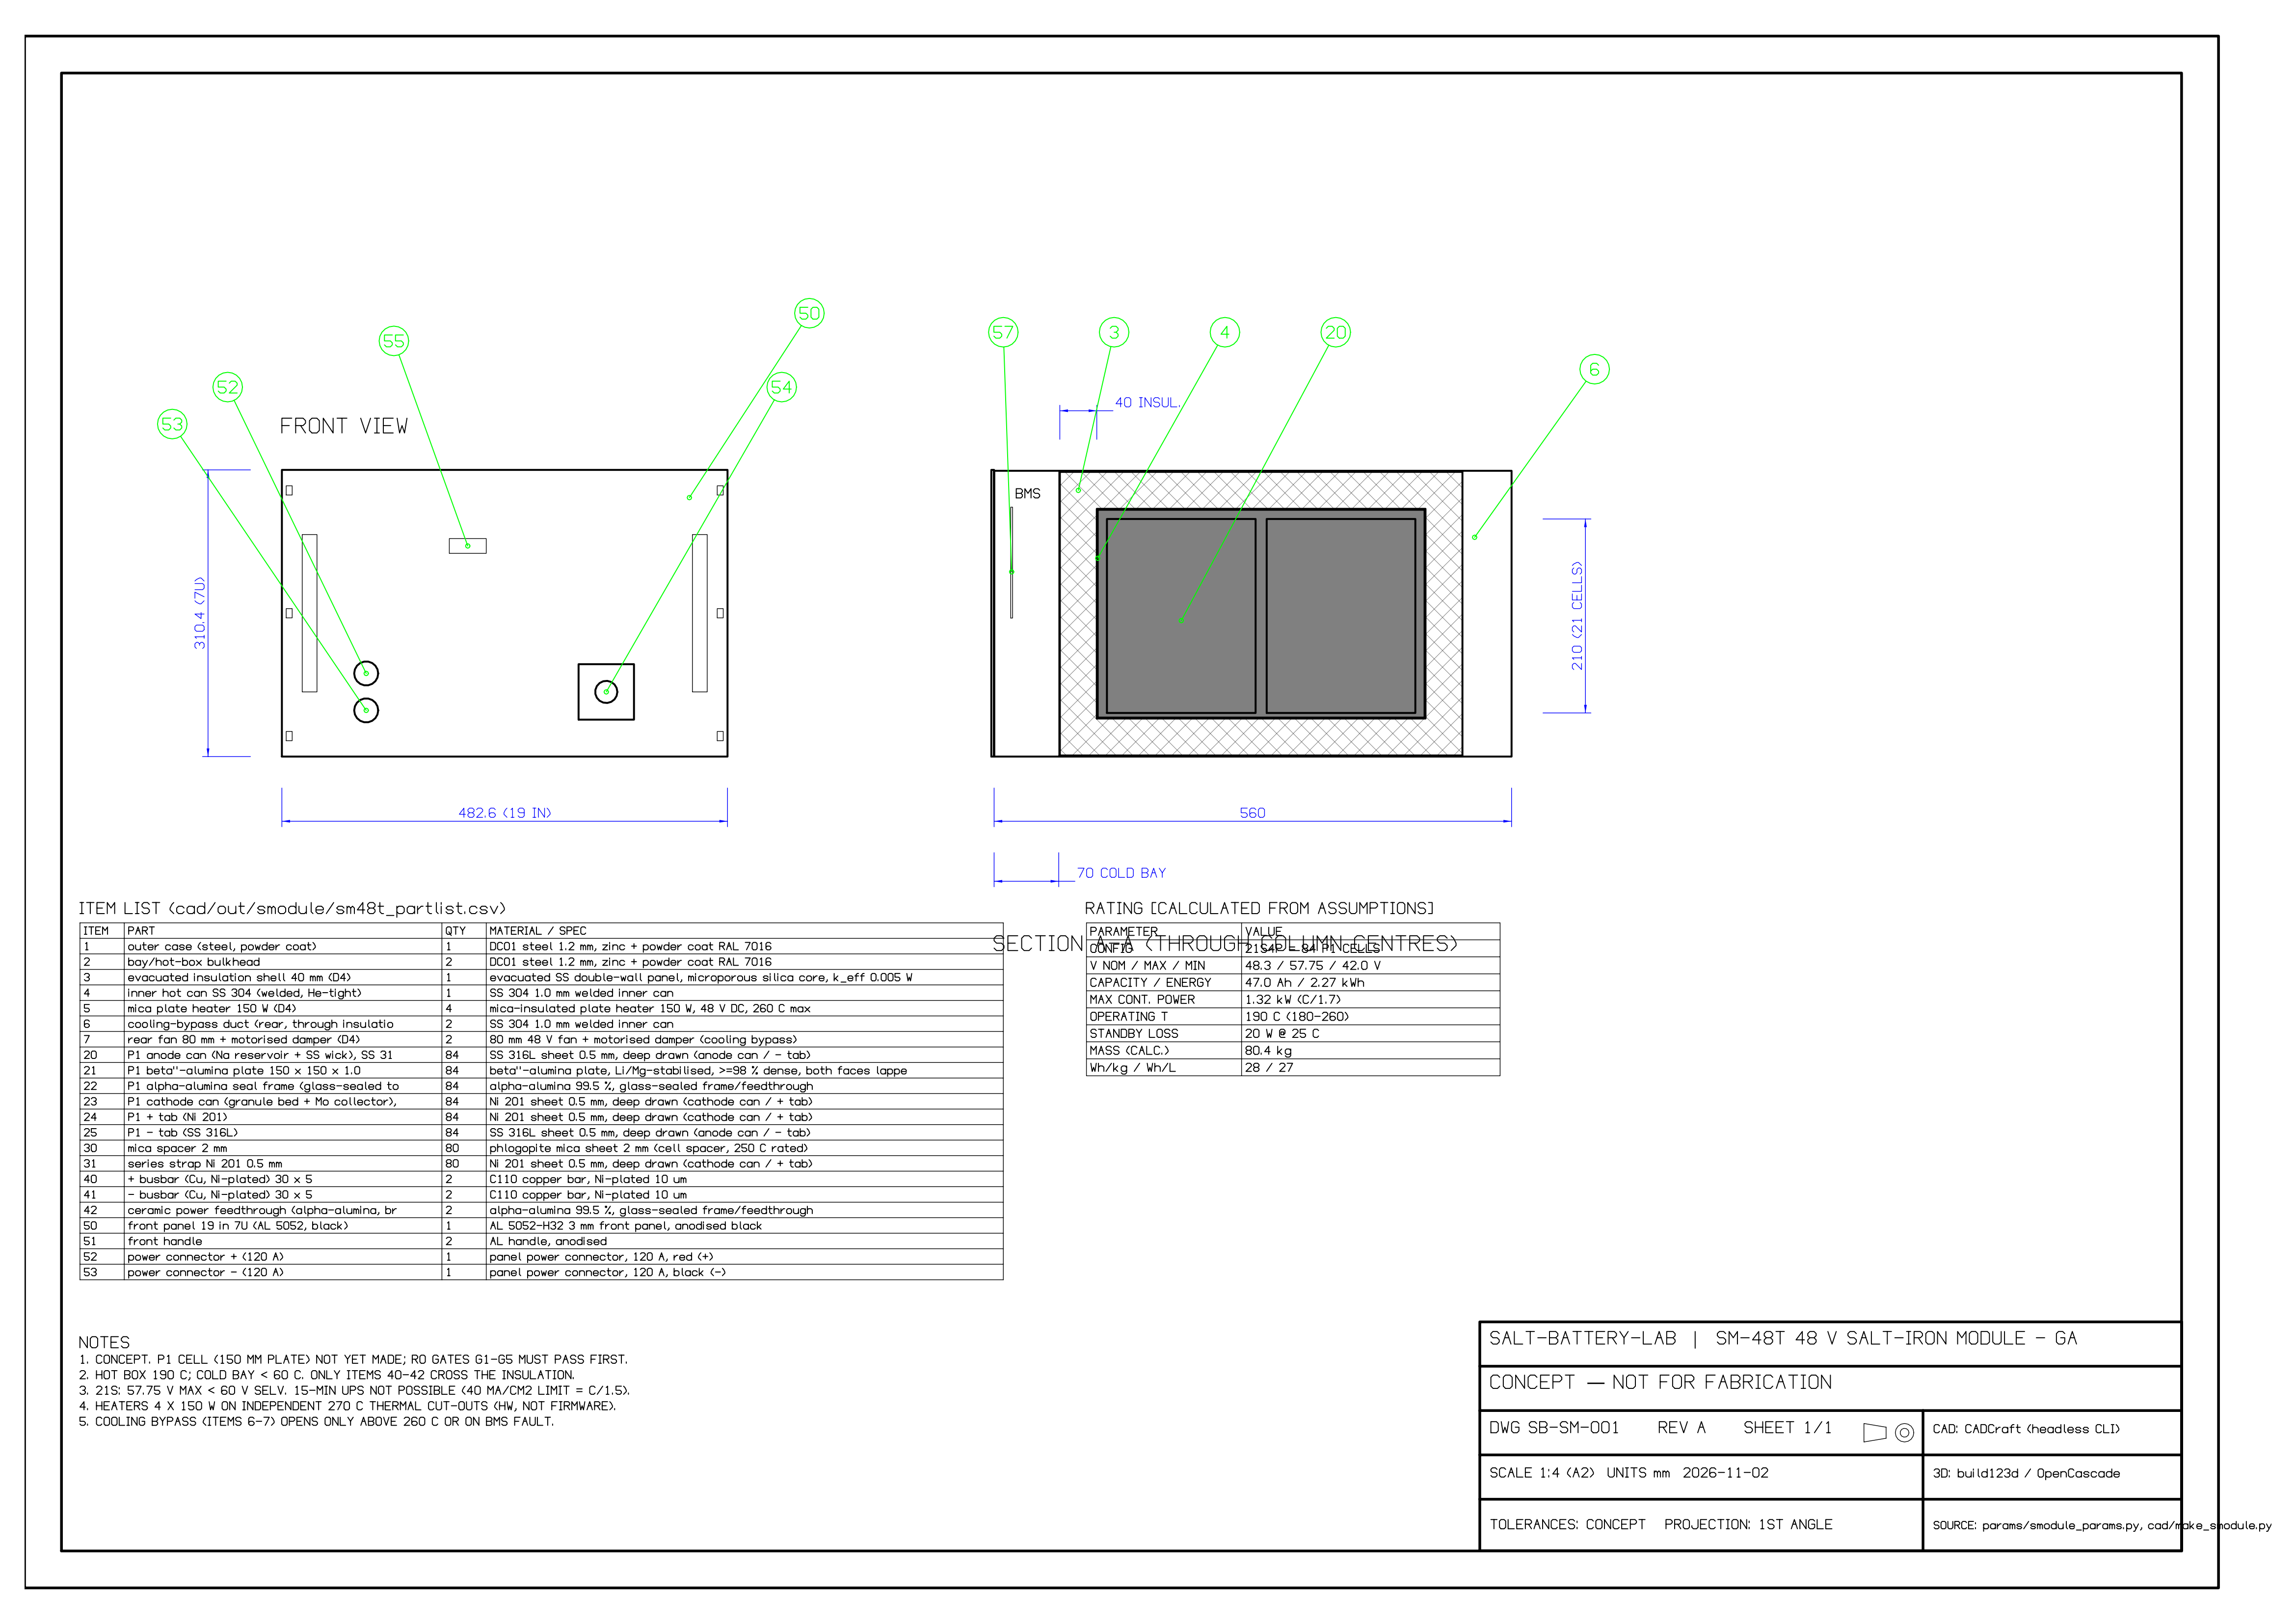 50
55
57
3
4
20
52
54
6
53
FRONT VIEW
40 INSUL.
BMS
310.4 (7U)
210 (21 CELLS)
482.6 (19 IN)
560
70 COLD BAY
ITEM LIST (cad/out/smodule/sm48t_partlist.csv)
ITEM PART QTY MATERIAL / SPEC
1 outer case (steel, powder coat) 1 DC01 steel 1.2 mm, zinc + powder coat RAL 7016
2 bay/hot-box bulkhead 2 DC01 steel 1.2 mm, zinc + powder coat RAL 7016
3 evacuated insulation shell 40 mm (D4) 1 evacuated SS double-wall panel, microporous silica core, k_eff 0.005 W
4 inner hot can SS 304 (welded, He-tight) 1 SS 304 1.0 mm welded inner can
5 mica plate heater 150 W (D4) 4 mica-insulated plate heater 150 W, 48 V DC, 260 C max
6 cooling-bypass duct (rear, through insulatio 2 SS 304 1.0 mm welded inner can
7 rear fan 80 mm + motorised damper (D4) 2 80 mm 48 V fan + motorised damper (cooling bypass)
20 P1 anode can (Na reservoir + SS wick), SS 31 84 SS 316L sheet 0.5 mm, deep drawn (anode can / - tab)
21 P1 beta''-alumina plate 150 x 150 x 1.0 84 beta''-alumina plate, Li/Mg-stabilised, >=98 % dense, both faces lappe
22 P1 alpha-alumina seal frame (glass-sealed to 84 alpha-alumina 99.5 %, glass-sealed frame/feedthrough
23 P1 cathode can (granule bed + Mo collector), 84 Ni 201 sheet 0.5 mm, deep drawn (cathode can / + tab)
24 P1 + tab (Ni 201) 84 Ni 201 sheet 0.5 mm, deep drawn (cathode can / + tab)
25 P1 - tab (SS 316L) 84 SS 316L sheet 0.5 mm, deep drawn (anode can / - tab)
30 mica spacer 2 mm 80 phlogopite mica sheet 2 mm (cell spacer, 250 C rated)
31 series strap Ni 201 0.5 mm 80 Ni 201 sheet 0.5 mm, deep drawn (cathode can / + tab)
40 + busbar (Cu, Ni-plated) 30 x 5 2 C110 copper bar, Ni-plated 10 um
41 - busbar (Cu, Ni-plated) 30 x 5 2 C110 copper bar, Ni-plated 10 um
42 ceramic power feedthrough (alpha-alumina, br 2 alpha-alumina 99.5 %, glass-sealed frame/feedthrough
50 front panel 19 in 7U (AL 5052, black) 1 AL 5052-H32 3 mm front panel, anodised black
51 front handle 2 AL handle, anodised
52 power connector + (120 A) 1 panel power connector, 120 A, red (+)
53 power connector - (120 A) 1 panel power connector, 120 A, black (-)
RATING [CALCULATED FROM ASSUMPTIONS]
PARAMETER VALUE
SECTION A-A (THROUGH COLUMN CENTRES)
CONFIG 21S4P = 84 P1 CELLS
V NOM / MAX / MIN 48.3 / 57.75 / 42.0 V
CAPACITY / ENERGY 47.0 Ah / 2.27 kWh
MAX CONT. POWER 1.32 kW (C/1.7)
OPERATING T 190 C (180-260)
STANDBY LOSS 20 W @ 25 C
MASS (CALC.) 80.4 kg
Wh/kg / Wh/L 28 / 27
NOTES
1. CONCEPT. P1 CELL (150 MM PLATE) NOT YET MADE; R0 GATES G1-G5 MUST PASS FIRST.
2. HOT BOX 190 C; COLD BAY < 60 C. ONLY ITEMS 40-42 CROSS THE INSULATION.
3. 21S: 57.75 V MAX < 60 V SELV. 15-MIN UPS NOT POSSIBLE (40 MA/CM2 LIMIT = C/1.5).
4. HEATERS 4 X 150 W ON INDEPENDENT 270 C THERMAL CUT-OUTS (HW, NOT FIRMWARE).
5. COOLING BYPASS (ITEMS 6-7) OPENS ONLY ABOVE 260 C OR ON BMS FAULT.
SALT-BATTERY-LAB | SM-48T 48 V SALT-IRON MODULE - GA
CONCEPT — NOT FOR FABRICATION
DWG SB-SM-001 REV A SHEET 1/1
CAD: CADCraft (headless CLI)
SCALE 1:4 (A2) UNITS mm 2026-11-02
3D: build123d / OpenCascade
TOLERANCES: CONCEPT PROJECTION: 1ST ANGLE
SOURCE: params/smodule_params.py, cad/make_smodule.py